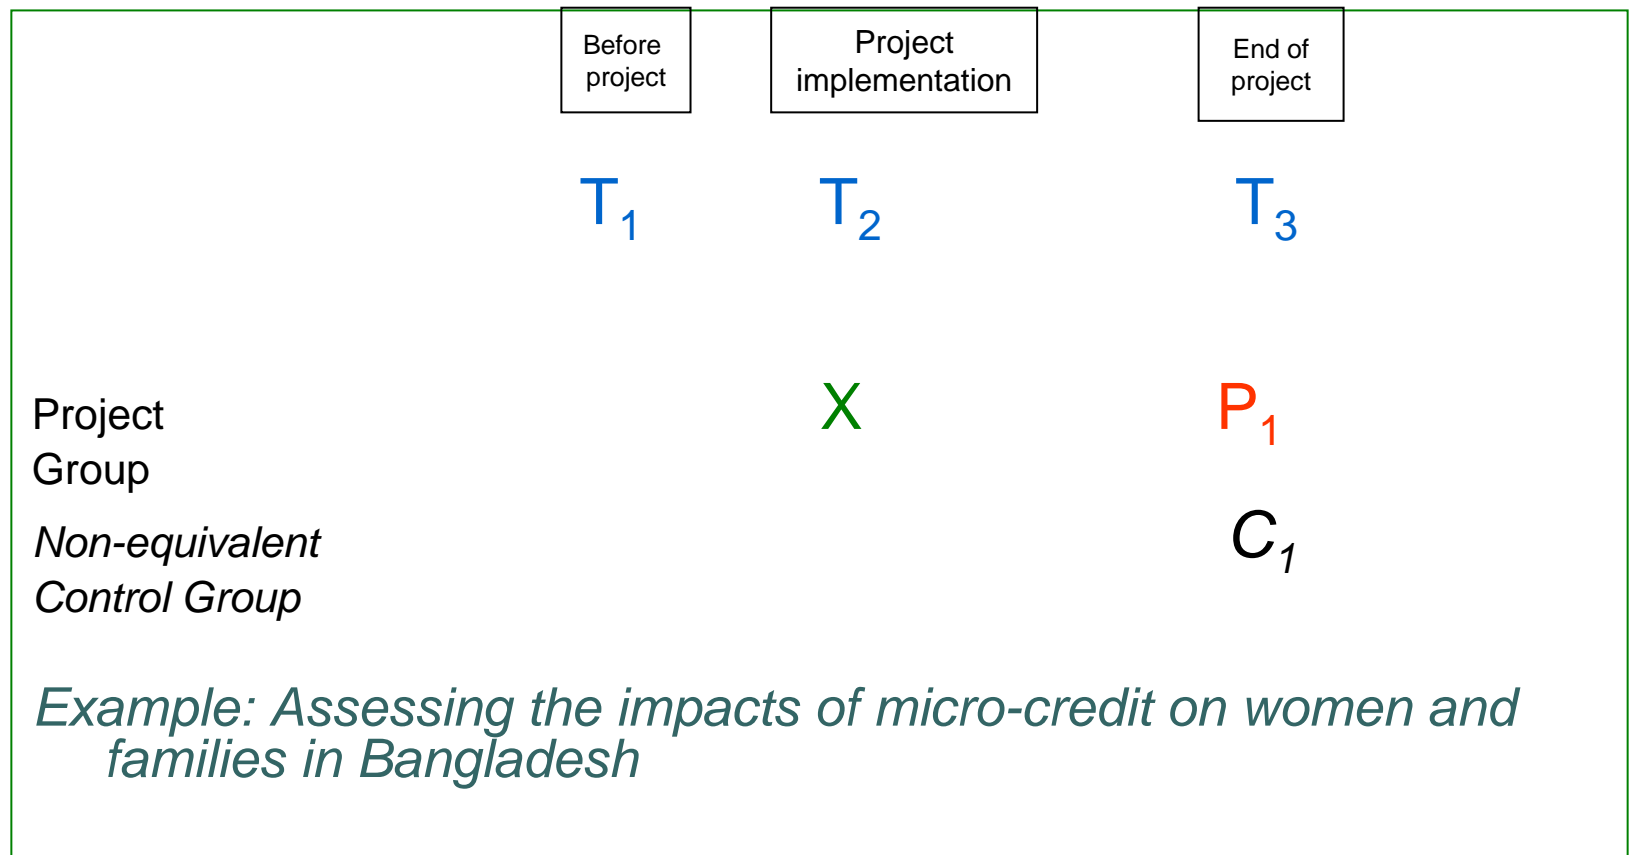 Before
project
Project
implementation
End of
project
T₁ T₂ T₃
Project X P₁
Group
Non-equivalent C₁
Control Group
Example: Assessing the impacts of micro-credit on women and
families in Bangladesh